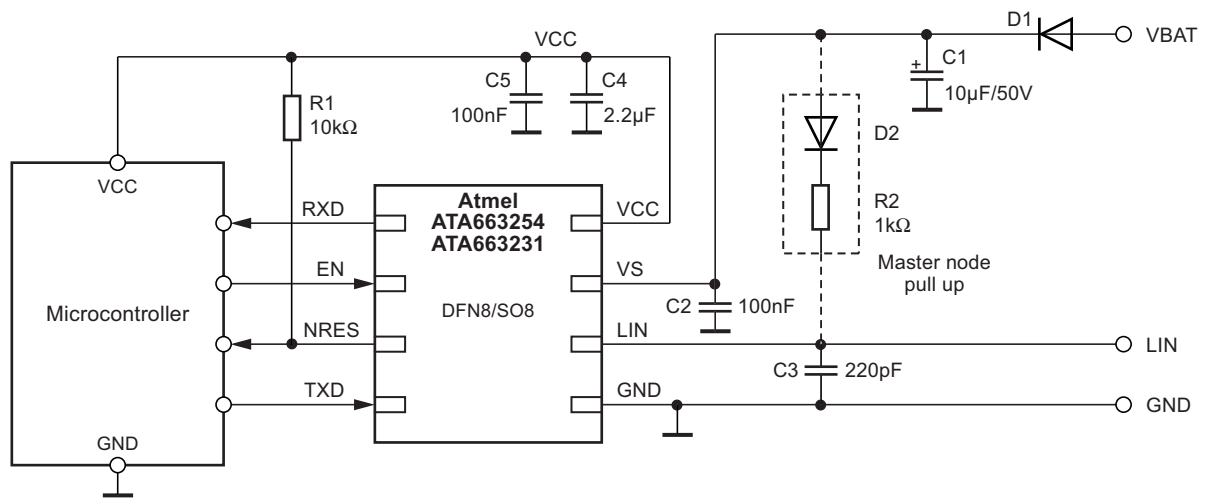 D1
VBAT
VCC
C5
100nF
C4
2.2µF
+
C1
10µF/50V
R1
10kΩ
D2
R2
1kΩ
Master node
pull up
VCC
Microcontroller
GND
RXD
EN
NRES
TXD
Atmel
ATA663254
ATA663231
DFN8/SO8
VCC
VS
LIN
GND
C2
100nF
C3
220pF
LIN
GND